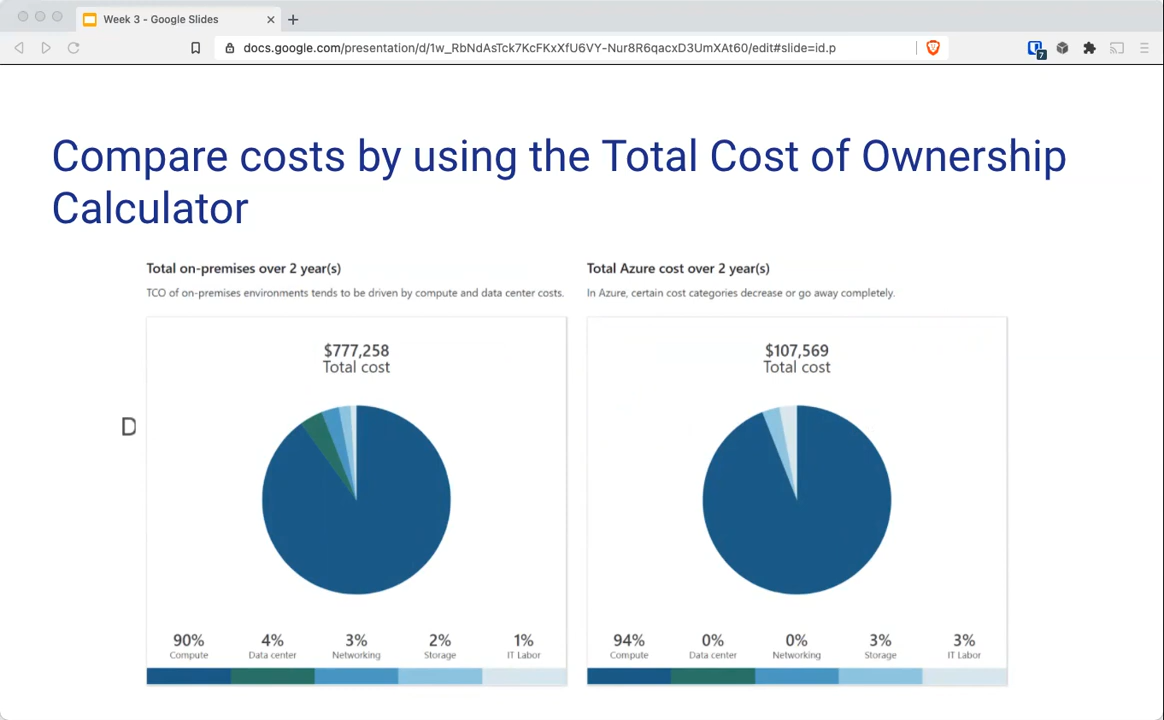 Week 3 - Google Slides
docs.google.com/presentation/d/1w_RbNdAsTck7KcFKxXfU6VY-Nur8R6qacxD3UmXAt60/edit#slide=id.p
7
Compare costs by using the Total Cost of Ownership
Calculator
Total on-premises over 2 year(s)
TCO of on-premises environments tends to be driven by compute and data center costs.
$777,258
Total cost
90% 4% 3% 2% 1%
Compute Data center Networking Storage IT Labor
Total Azure cost over 2 year(s)
In Azure, certain cost categories decrease or go away completely.
$107,569
Total cost
94% 0% 0% 3% 3%
Compute Data center Networking Storage IT Labor
D